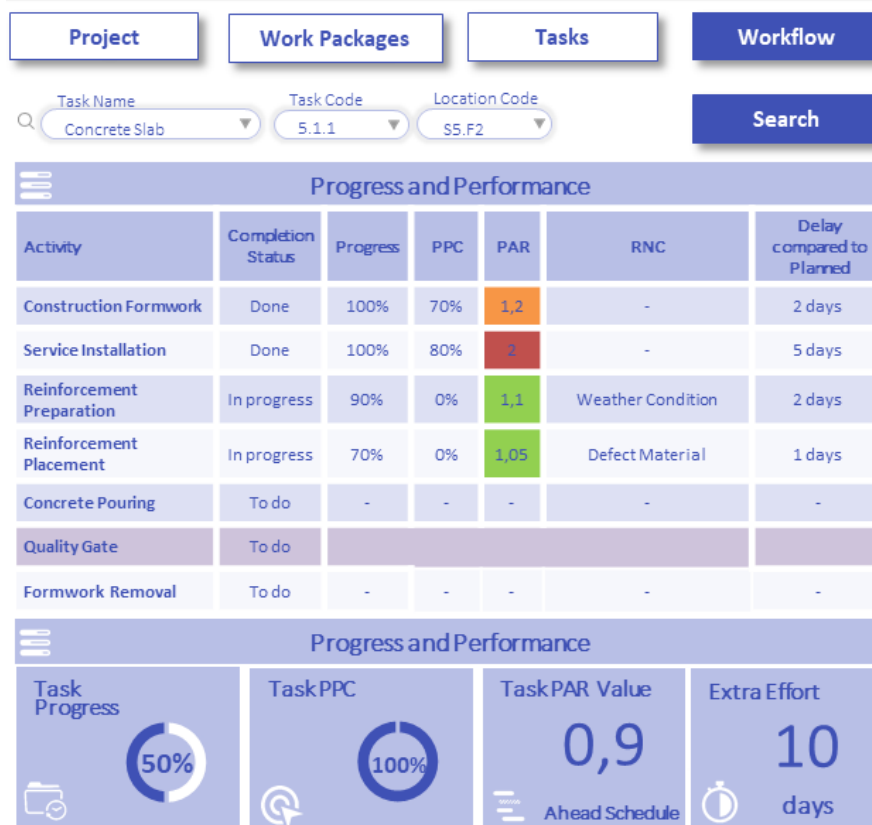 Project
Work Packages
Tasks
Workflow
Task Name
Task Code
Location Code
Concrete Slab
5.1.1
S5.F2
Search
Progress and Performance
Activity
Completion
Status
Progress
PPC
PAR
RNC
Delay
compared to
Planned
Construction Formwork
Done
100%
70%
1,2
-
2 days
Service Installation
Done
100%
80%
2
-
5 days
Reinforcement
Preparation
In progress
90%
0%
1,1
Weather Condition
2 days
Reinforcement
Placement
In progress
70%
0%
1,05
Defect Material
1 days
Concrete Pouring
To do
-
-
-
-
-
Quality Gate
To do
Formwork Removal
To do
-
-
-
-
-
Progress and Performance
Task
Progress
50%
Task PPC
100%
Task PAR Value
0,9
Ahead Schedule
Extra Effort
10
days